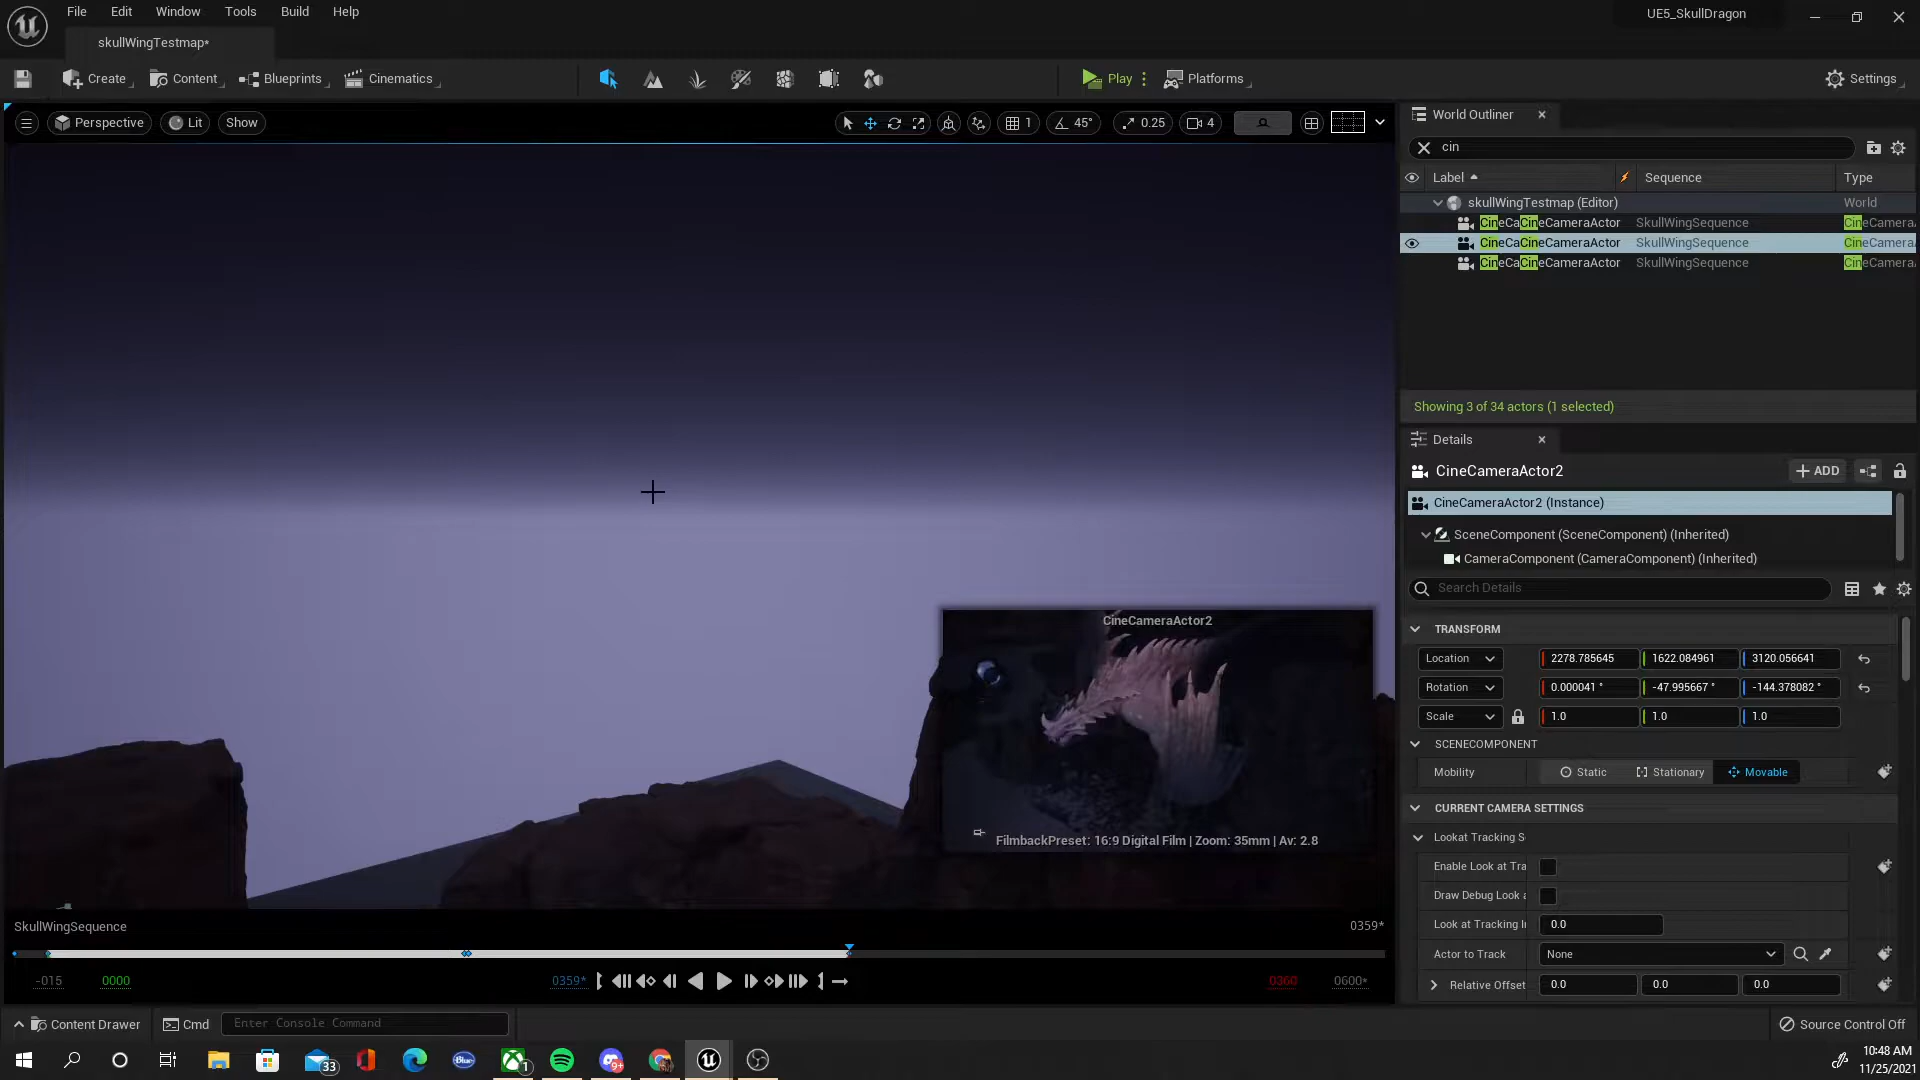 File Edit Window Tools Build Help
UE5_SkullDragon
skullWingTestmap*
Create Content Blueprints Cinematics Play Platforms Settings
Perspective Lit Show 1 45° 0.25 4
World Outliner
cin
Label Sequence Type
skullWingTestmap (Editor) World
CineCaCineCameraActor SkullWingSequence CineCamera
CineCaCineCameraActor SkullWingSequence CineCamera
CineCaCineCameraActor SkullWingSequence CineCamera
Showing 3 of 34 actors (1 selected)
Details
CineCameraActor2 ADD
CineCameraActor2 (Instance)
SceneComponent (SceneComponent) (Inherited)
CameraComponent (CameraComponent) (Inherited)
Search Details
TRANSFORM
Location 2278.785645 1622.084961 3120.056641
Rotation 0.000041 ° -47.995667 ° -144.378082 °
Scale 1.0 1.0 1.0
SCENECOMPONENT
Mobility Static Stationary Movable
CURRENT CAMERA SETTINGS
Lookat Tracking S
Enable Look at Tra
Draw Debug Look a
Look at Tracking I 0.0
Actor to Track None
Relative Offset 0.0 0.0 0.0
CineCameraActor2
FilmbackPreset: 16:9 Digital Film | Zoom: 35mm | Av: 2.8
SkullWingSequence 0359*
-015 0000 0359* 0360 0600*
Content Drawer Cmd Enter Console Command Source Control Off
33 Blue 1 9+
10:48 AM
11/25/2021